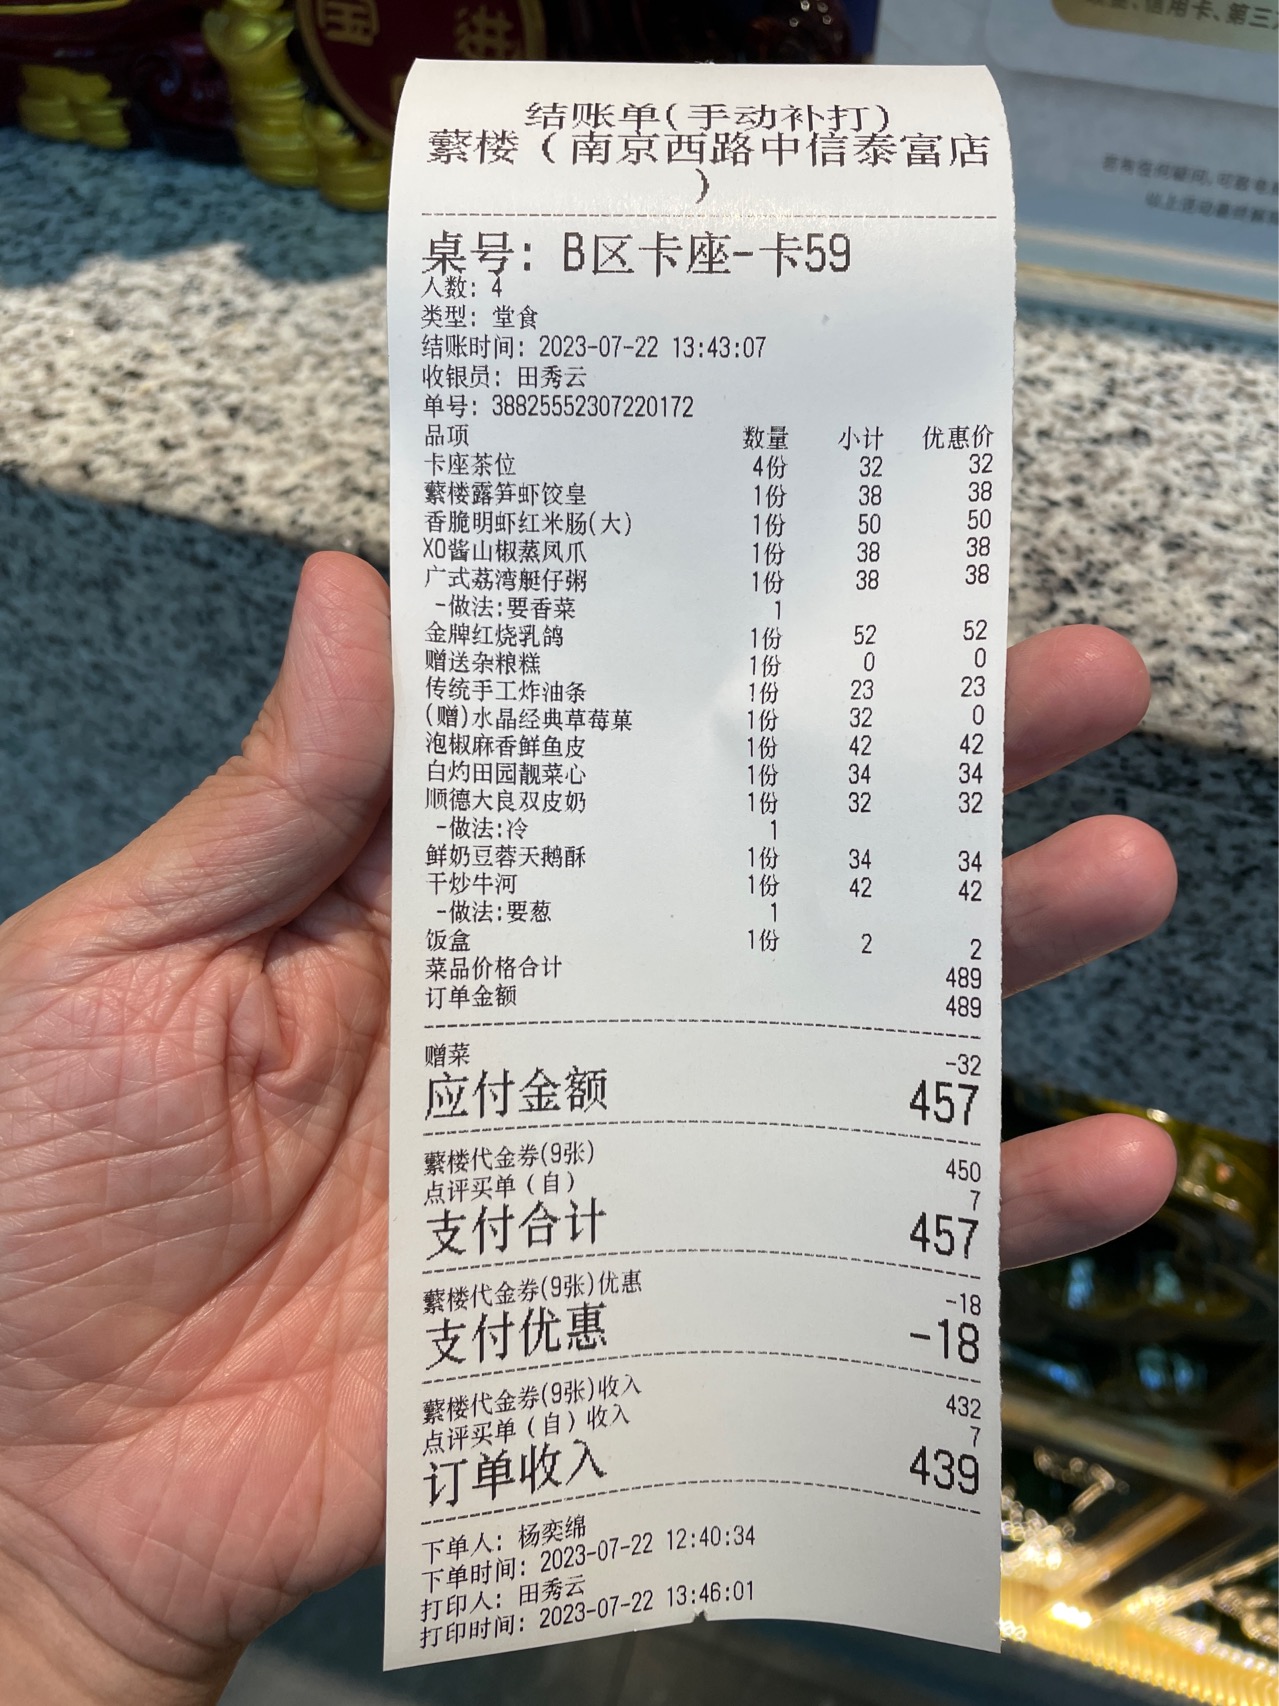 信用卡、第三
结账单(手动补打)
蘩楼(南京西路中信泰富店
)
桌号: B区卡座-卡59
人数: 4
类型: 堂食
结账时间: 2023-07-22 13:43:07
收银员: 田秀云
单号: 38825552307220172
品项 数量 小计 优惠价
卡座茶位 4份 32 32
蘩楼露笋虾饺皇 1份 38 38
香脆明虾红米肠(大) 1份 50 50
XO酱山椒蒸凤爪 1份 38 38
广式荔湾艇仔粥 1份 38 38
-做法:要香菜 1
金牌红烧乳鸽 1份 52 52
赠送杂粮糕 1份 0 0
传统手工炸油条 1份 23 23
(赠)水晶经典草莓菓 1份 32 0
泡椒麻香鲜鱼皮 1份 42 42
白灼田园靓菜心 1份 34 34
顺德大良双皮奶 1份 32 32
-做法:冷 1
鲜奶豆蓉天鹅酥 1份 34 34
干炒牛河 1份 42 42
-做法:要葱 1
饭盒 1份 2 2
菜品价格合计 489
订单金额 489
赠菜 -32
应付金额 457
蘩楼代金券(9张) 450
点评买单(自) 7
支付合计 457
蘩楼代金券(9张)优惠 -18
支付优惠 -18
蘩楼代金券(9张)收入 432
点评买单(自)收入 7
订单收入 439
下单人: 杨奕绵
下单时间: 2023-07-22 12:40:34
打印人: 田秀云
打印时间: 2023-07-22 13:46:01